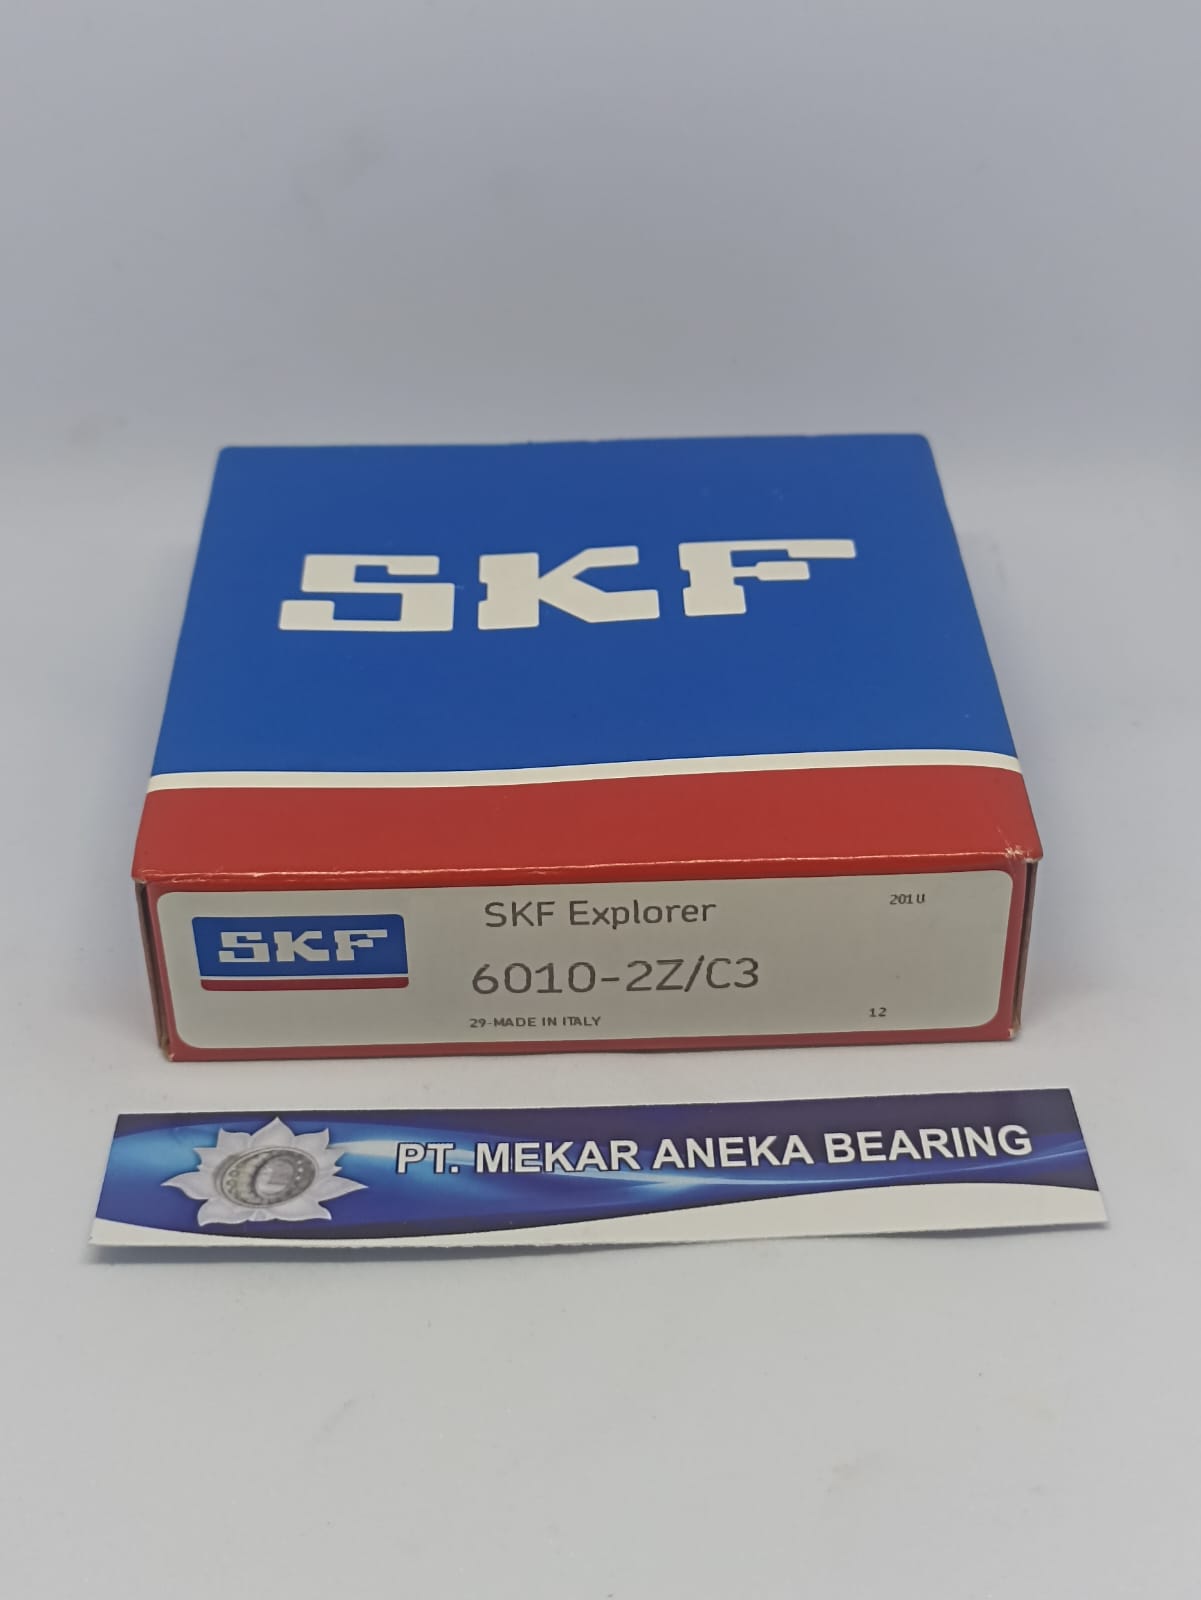 SKF
SKF
SKF Explorer
201U
6010-2Z/C3
29-MADE IN ITALY
12
PT. MEKAR ANEKA BEARING